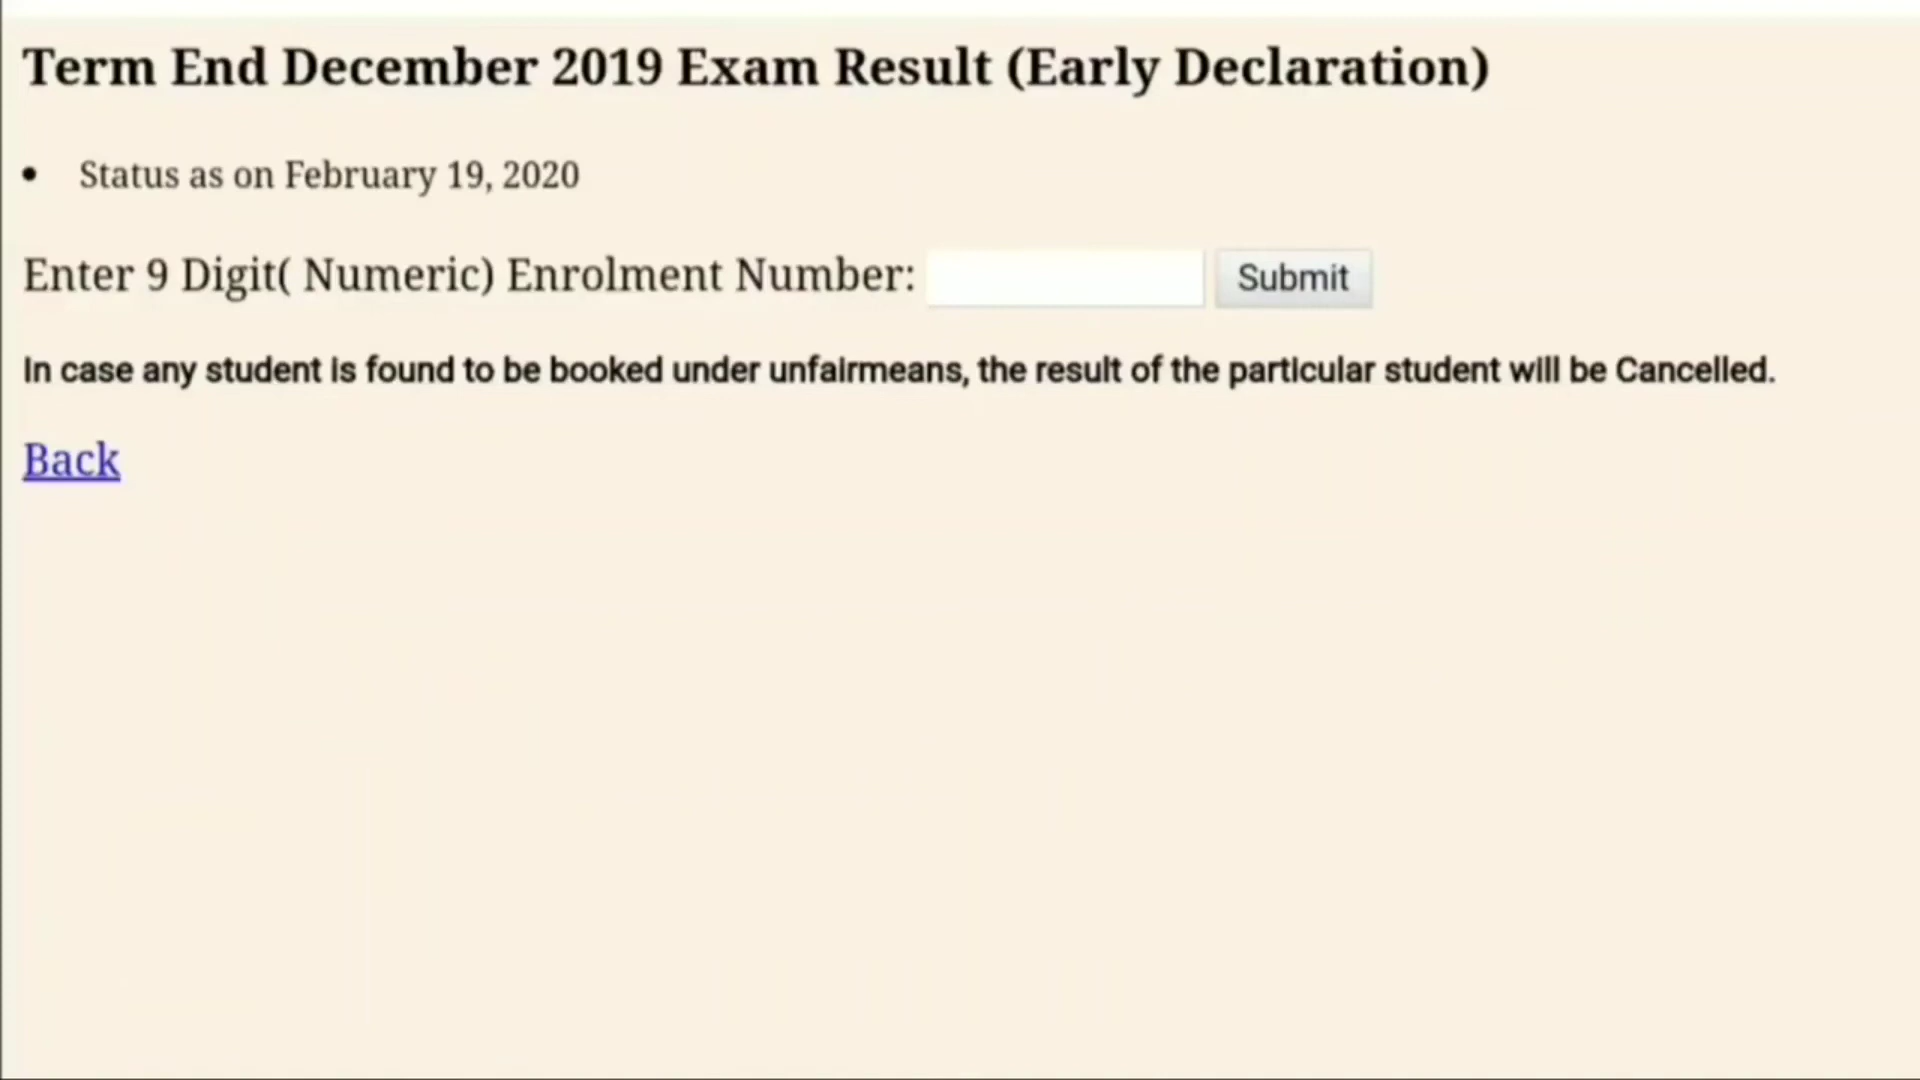 Term End December 2019 Exam Result (Early Declaration)
• Status as on February 19, 2020
Enter 9 Digit( Numeric) Enrolment Number: Submit
In case any student is found to be booked under unfairmeans, the result of the particular student will be Cancelled.
Back